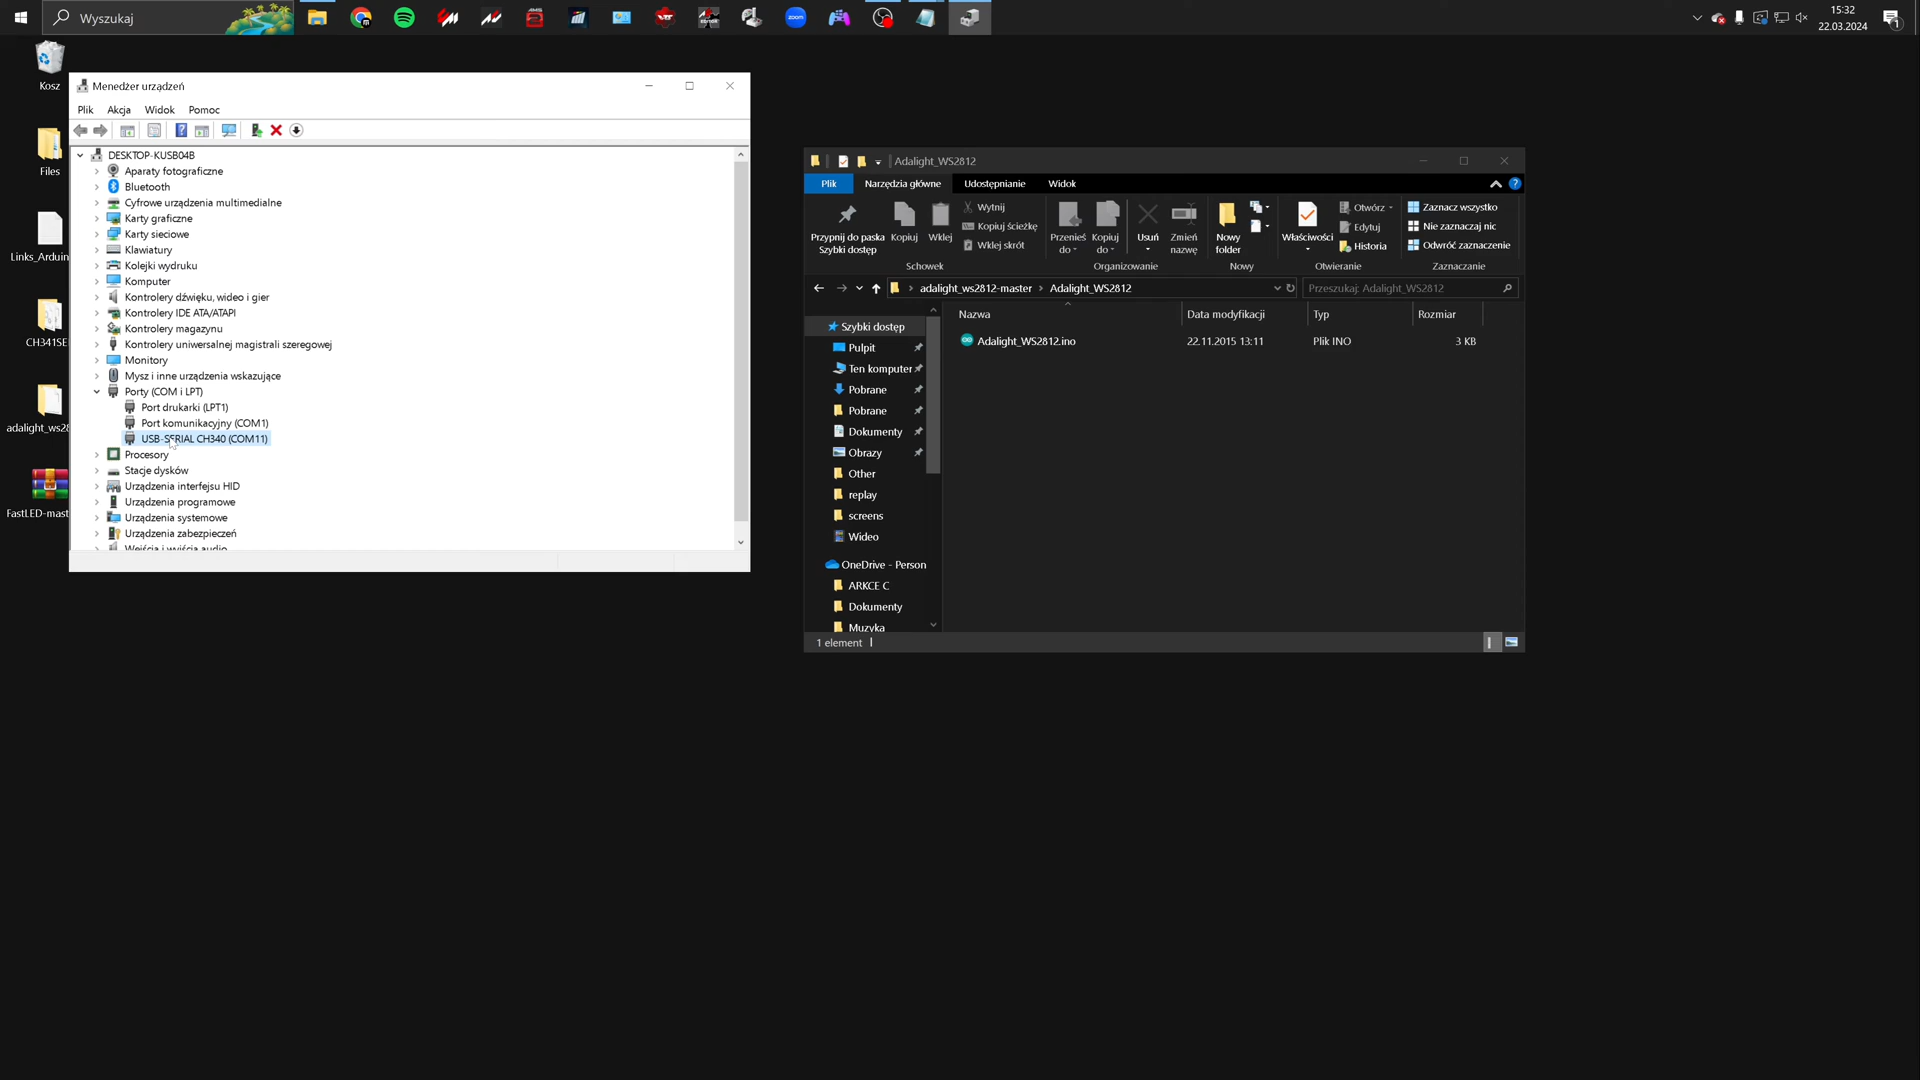 Wyszukaj
zoom
15:32
22.03.2024
1
Kosz
Files
Links_Arduin
CH341SE
adalight_ws28
FastLED-mast
Menedżer urządzeń
Plik Akcja Widok Pomoc
DESKTOP-KUSB04B
Aparaty fotograficzne
Bluetooth
Cyfrowe urządzenia multimedialne
Karty graficzne
Karty sieciowe
Klawiatury
Kolejki wydruku
Komputer
Kontrolery dźwięku, wideo i gier
Kontrolery IDE ATA/ATAPI
Kontrolery magazynu
Kontrolery uniwersalnej magistrali szeregowej
Monitory
Mysz i inne urządzenia wskazujące
Porty (COM i LPT)
Port drukarki (LPT1)
Port komunikacyjny (COM1)
USB-SERIAL CH340 (COM11)
Procesory
Stacje dysków
Urządzenia interfejsu HID
Urządzenia programowe
Urządzenia systemowe
Urządzenia zabezpieczeń
Wejścia i wyjścia audio
Adalight_WS2812
Plik Narzędzia główne Udostępnianie Widok
Przypnij do paska
Szybki dostęp
Kopiuj
Wklej
Wytnij
Kopiuj ścieżkę
Wklej skrót
Schowek
Przenieś
do
Kopiuj
do
Usuń
Zmień
nazwę
Organizowanie
Nowy
folder
Nowy
Właściwości
Otwórz
Edytuj
Historia
Otwieranie
Zaznacz wszystko
Nie zaznaczaj nic
Odwróć zaznaczenie
Zaznaczanie
adalight_ws2812-master > Adalight_WS2812
Przeszukaj: Adalight_WS2812
Nazwa Data modyfikacji Typ Rozmiar
Adalight_WS2812.ino 22.11.2015 13:11 Plik INO 3 KB
Szybki dostęp
Pulpit
Ten komputer
Pobrane
Pobrane
Dokumenty
Obrazy
Other
replay
screens
Wideo
OneDrive - Person
ARKCE C
Dokumenty
Muzyka
1 element